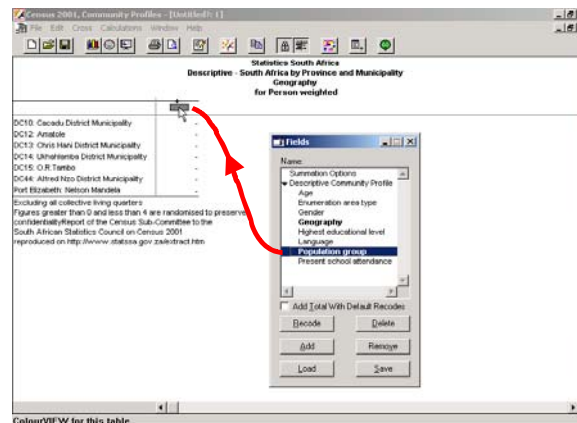 Census 2001, Community Profiles - [Untitled1: 1]
File Edit Cross Calculations Window Help
Statistics South Africa
Descriptive - South Africa by Province and Municipality
Geography
for Person weighted
DC10: Cacadu District Municipality -
DC12: Amatole -
DC13: Chris Hani District Municipality -
DC14: Ukhahlamba District Municipality -
DC15: O.R.Tambo -
DC44: Alfred Nzo District Municipality -
Port Elizabeth: Nelson Mandela -
Excluding all collective living quarters
Figures greater than 0 and less than 4 are randomised to preserve
confidentialityReport of the Census Sub-Committee to the
South African Statistics Council on Census 2001
reproduced on http://www.statssa.gov.za/extract.htm
Fields
Name:
Summation Options
Descriptive Community Profile
Age
Enumeration area type
Gender
Geography
Highest educational level
Language
Population group
Present school attendance
Add Total With Default Recodes
Recode Delete
Add Remove
Load Save
ColourVIEW for this table